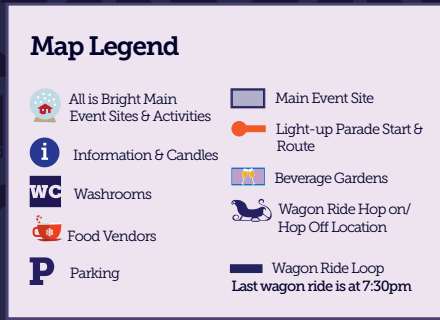 Map Legend
All is Bright Main
Event Sites & Activities
i
Information & Candles
WC
Washrooms
Food Vendors
P
Parking
Main Event Site
Light-up Parade Start &
Route
Beverage Gardens
Wagon Ride Hop on/
Hop Off Location
Wagon Ride Loop
Last wagon ride is at 7:30pm